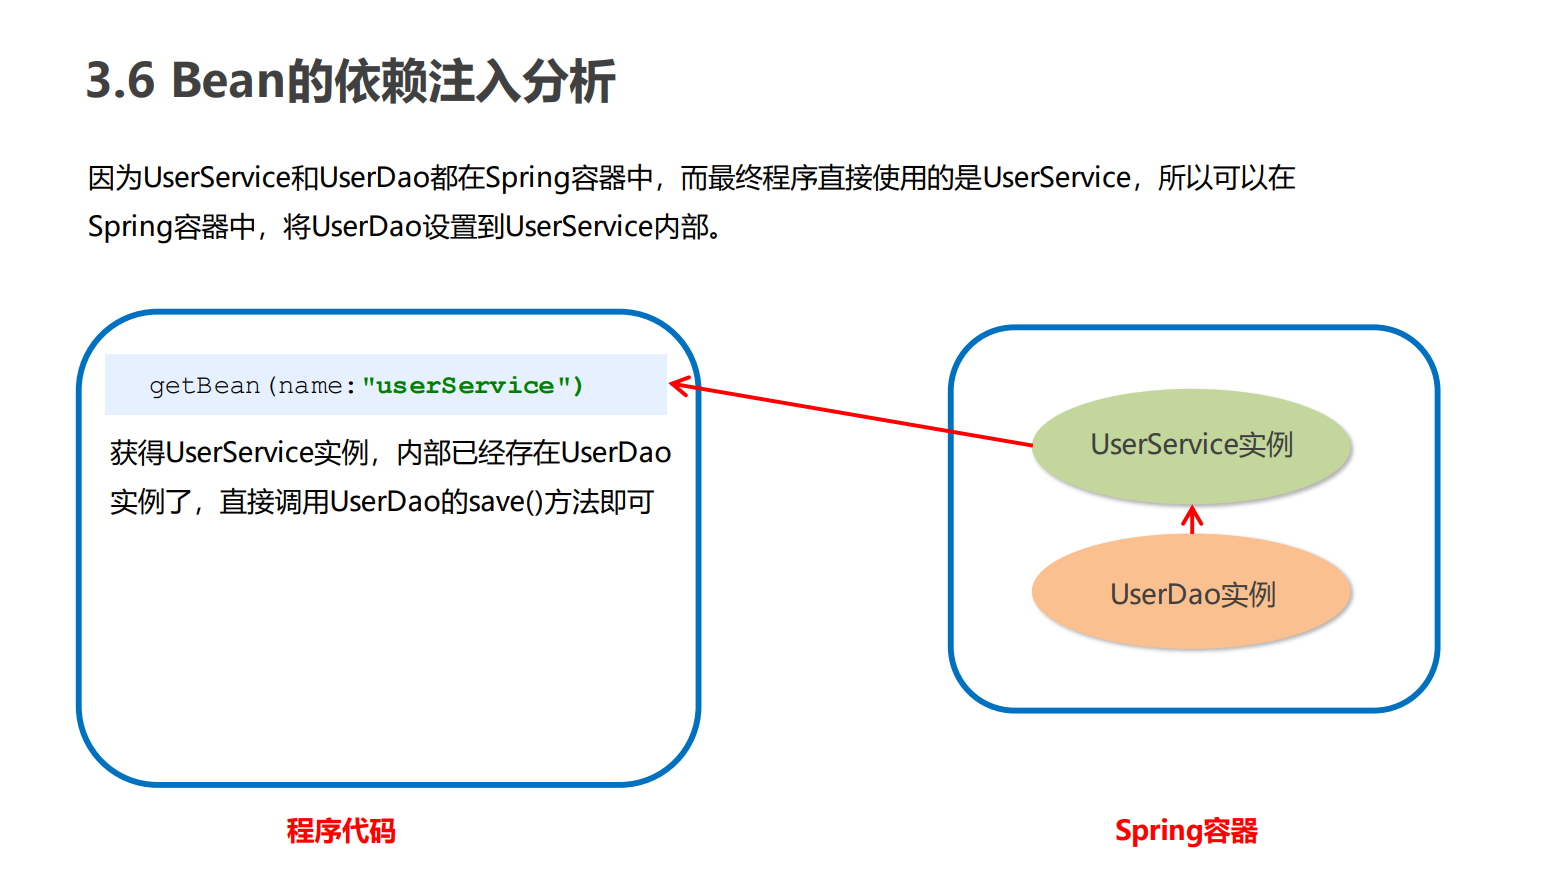 3.6 Bean的依赖注入分析
因为UserService和UserDao都在Spring容器中，而最终程序直接使用的是UserService，所以可以在
Spring容器中，将UserDao设置到UserService内部。
getBean(name:"userService")
获得UserService实例，内部已经存在UserDao
实例了，直接调用UserDao的save()方法即可
UserService实例
UserDao实例
程序代码
Spring容器